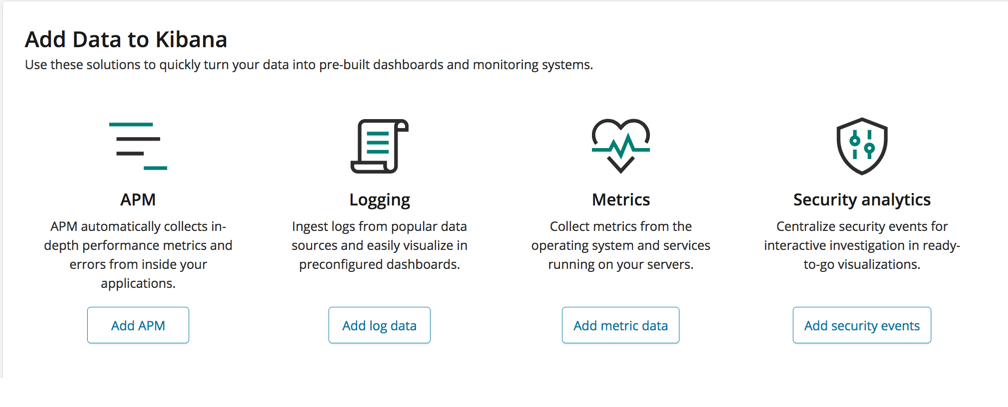 Add Data to Kibana
Use these solutions to quickly turn your data into pre-built dashboards and monitoring systems.
APM
APM automatically collects in-
depth performance metrics and
errors from inside your
applications.
Add APM
Logging
Ingest logs from popular data
sources and easily visualize in
preconfigured dashboards.
Add log data
Metrics
Collect metrics from the
operating system and services
running on your servers.
Add metric data
Security analytics
Centralize security events for
interactive investigation in ready-
to-go visualizations.
Add security events